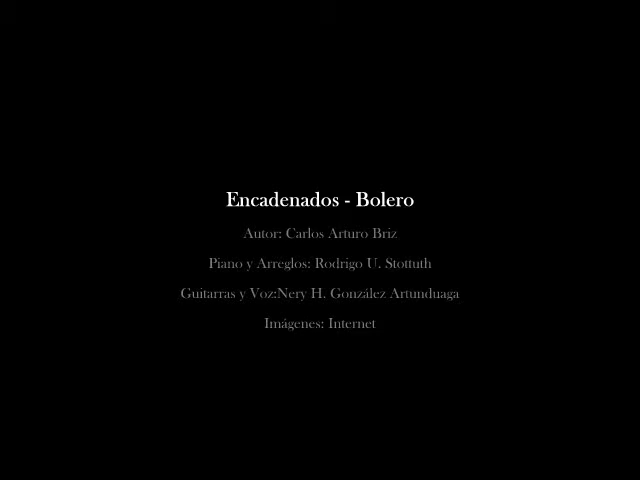 Encadenados - Bolero
Autor: Carlos Arturo Briz
Piano y Arreglos: Rodrigo U. Stottuth
Guitarras y Voz:Nery H. González Artunduaga
Imágenes: Internet